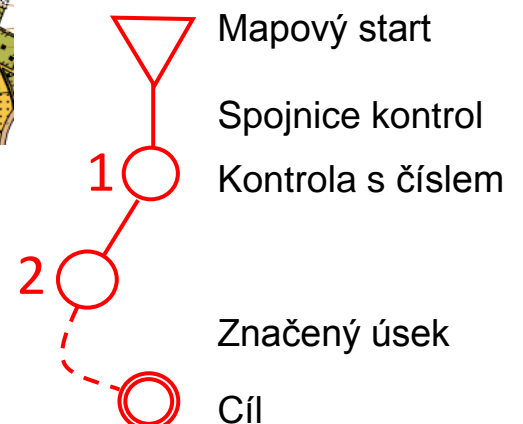 Mapový start
Spojnice kontrol
1 Kontrola s číslem
2
Značený úsek
Cíl